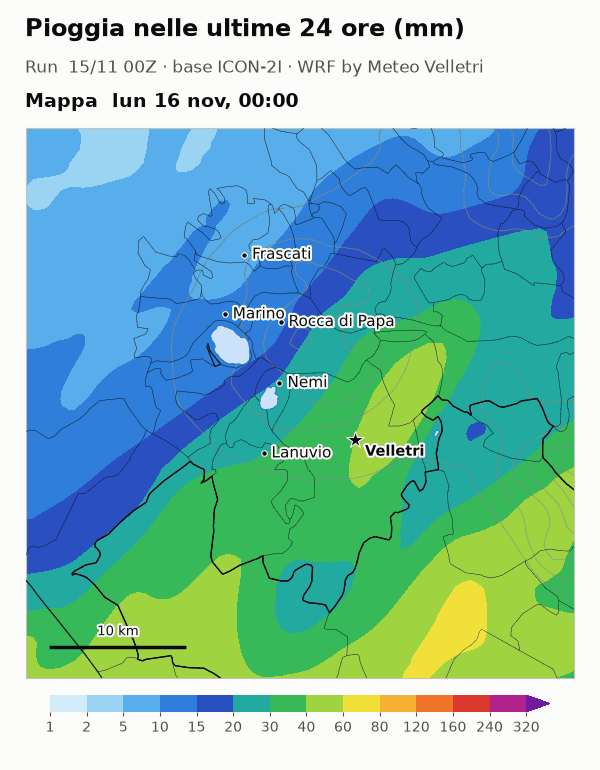 Pioggia nelle ultime 24 ore (mm)
Run  15/11 00Z · base ICON-2I · WRF by Meteo Velletri
Mappa  lun 16 nov, 00:00
Frascati
Marino
Rocca di Papa
Nemi
Velletri
Lanuvio
10 km
1 2 5 10 15 20 30 40 60 80 120 160 240 320